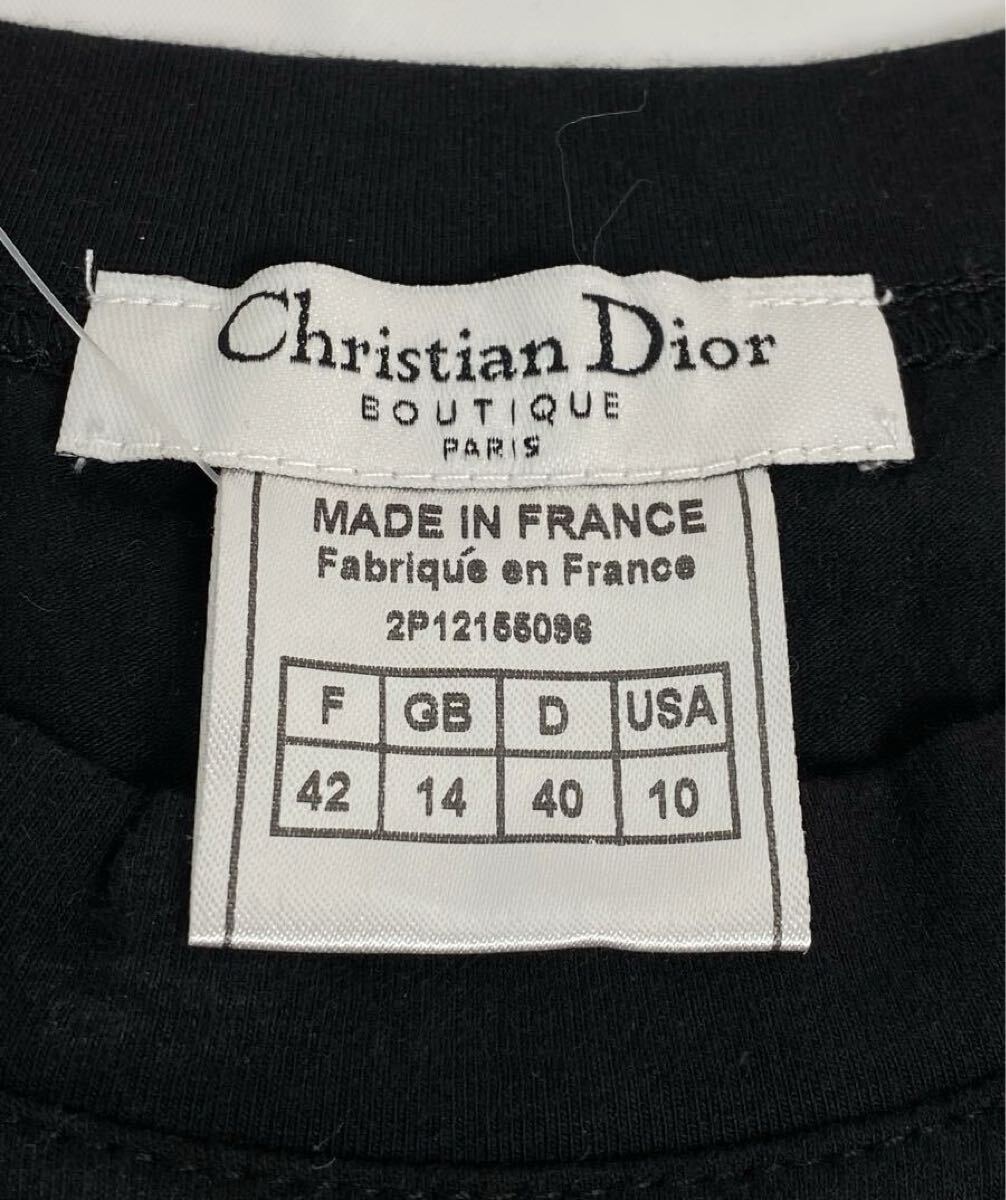 Christian Dior
BOUTIQUE
PARIS
MADE IN FRANCE
Fabriqué en France
2P12155096
F GB D USA
42 14 40 10